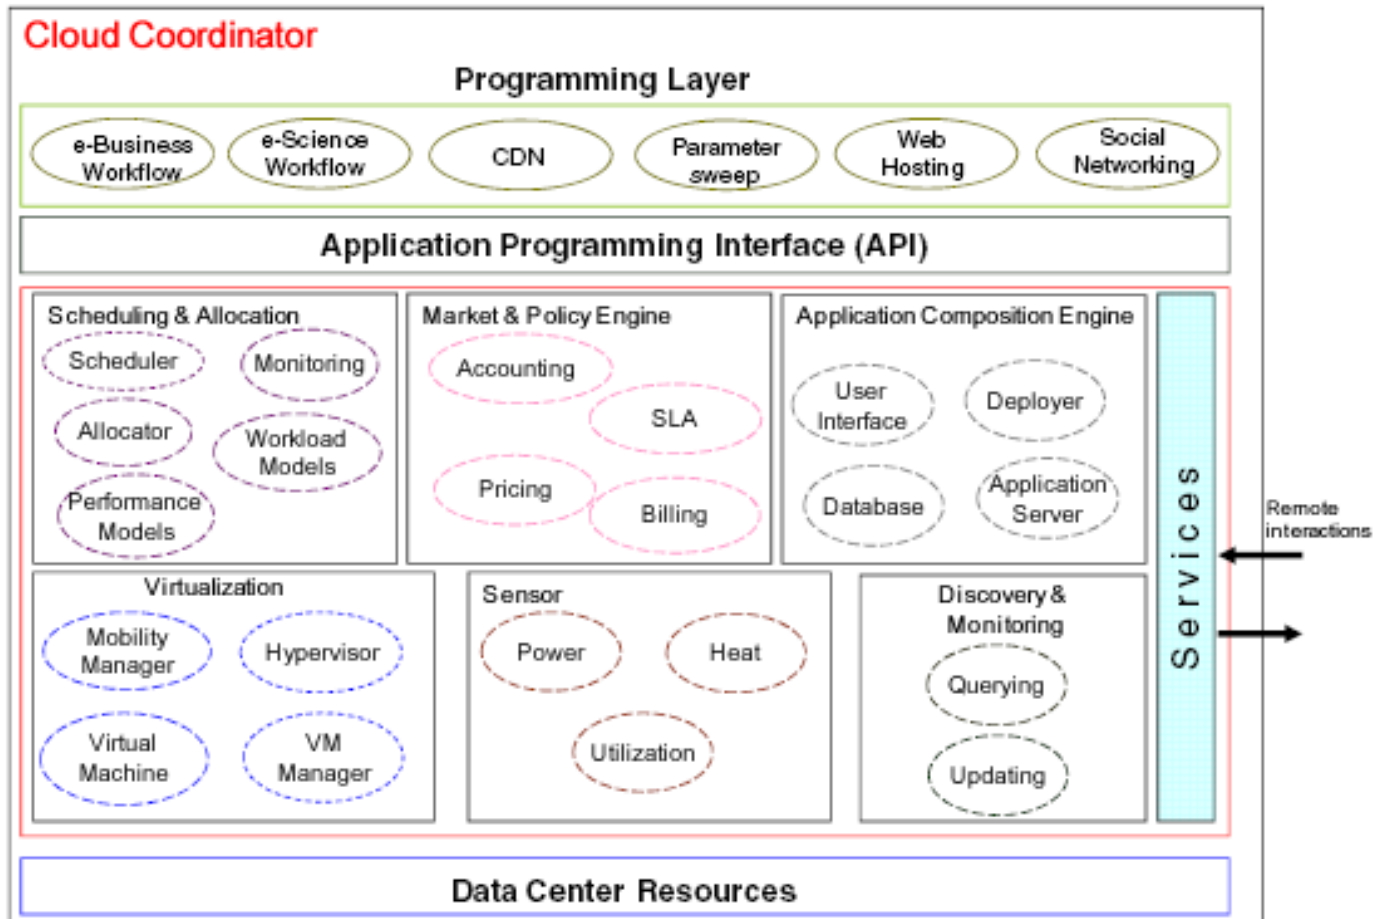 Cloud Coordinator
Programming Layer
e-Business
Workflow
e-Science
Workflow
CDN
Parameter
sweep
Web
Hosting
Social
Networking
Application Programming Interface (API)
Scheduling & Allocation
Scheduler
Monitoring
Allocator
Workload
Models
Performance
Models
Market & Policy Engine
Accounting
SLA
Pricing
Billing
Application Composition Engine
User
Interface
Deployer
Database
Application
Server
Virtualization
Mobility
Manager
Hypervisor
Virtual
Machine
VM
Manager
Sensor
Power
Heat
Utilization
Discovery &
Monitoring
Querying
Updating
Services
Remote
interactions
Data Center Resources